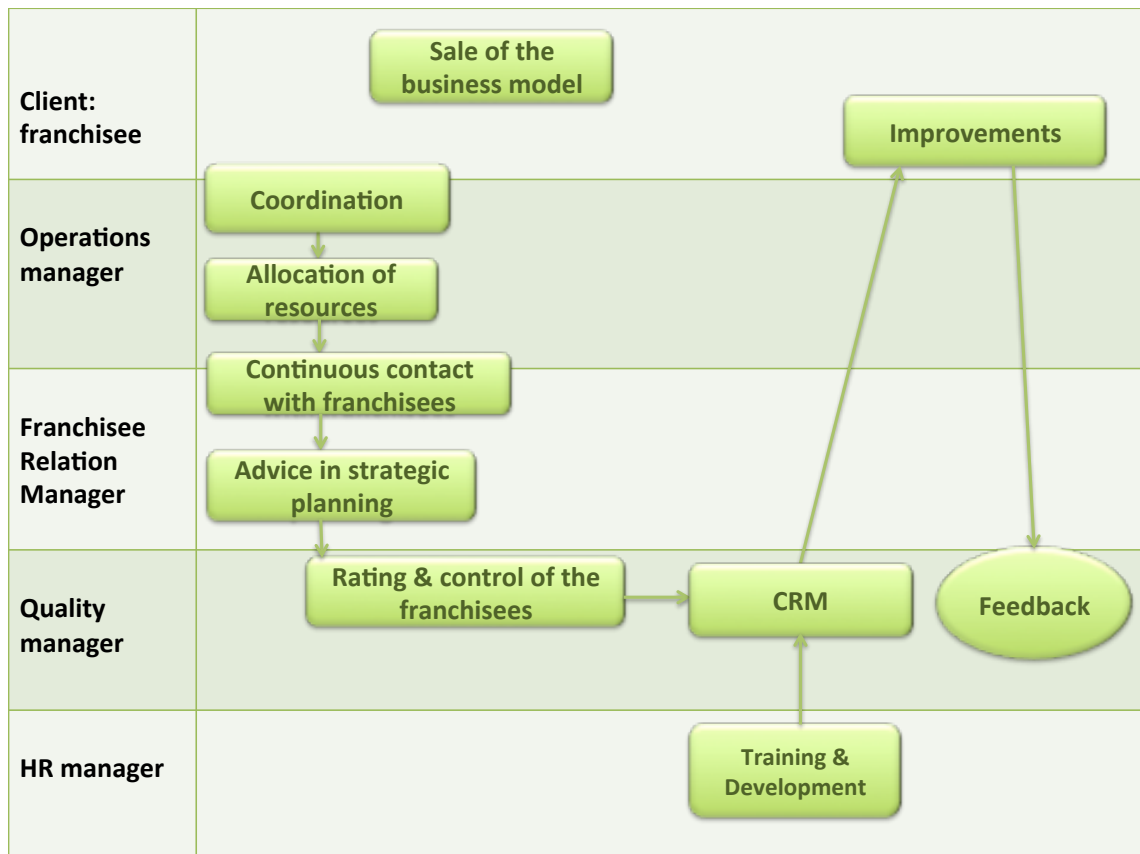 Sale of the
business model
Client:
franchisee
Improvements
Coordination
Operations
manager
Allocation of
resources
Continuous contact
with franchisees
Franchisee
Relation
Manager
Advice in strategic
planning
Rating & control of the
franchisees
CRM
Feedback
Quality
manager
HR manager
Training &
Development